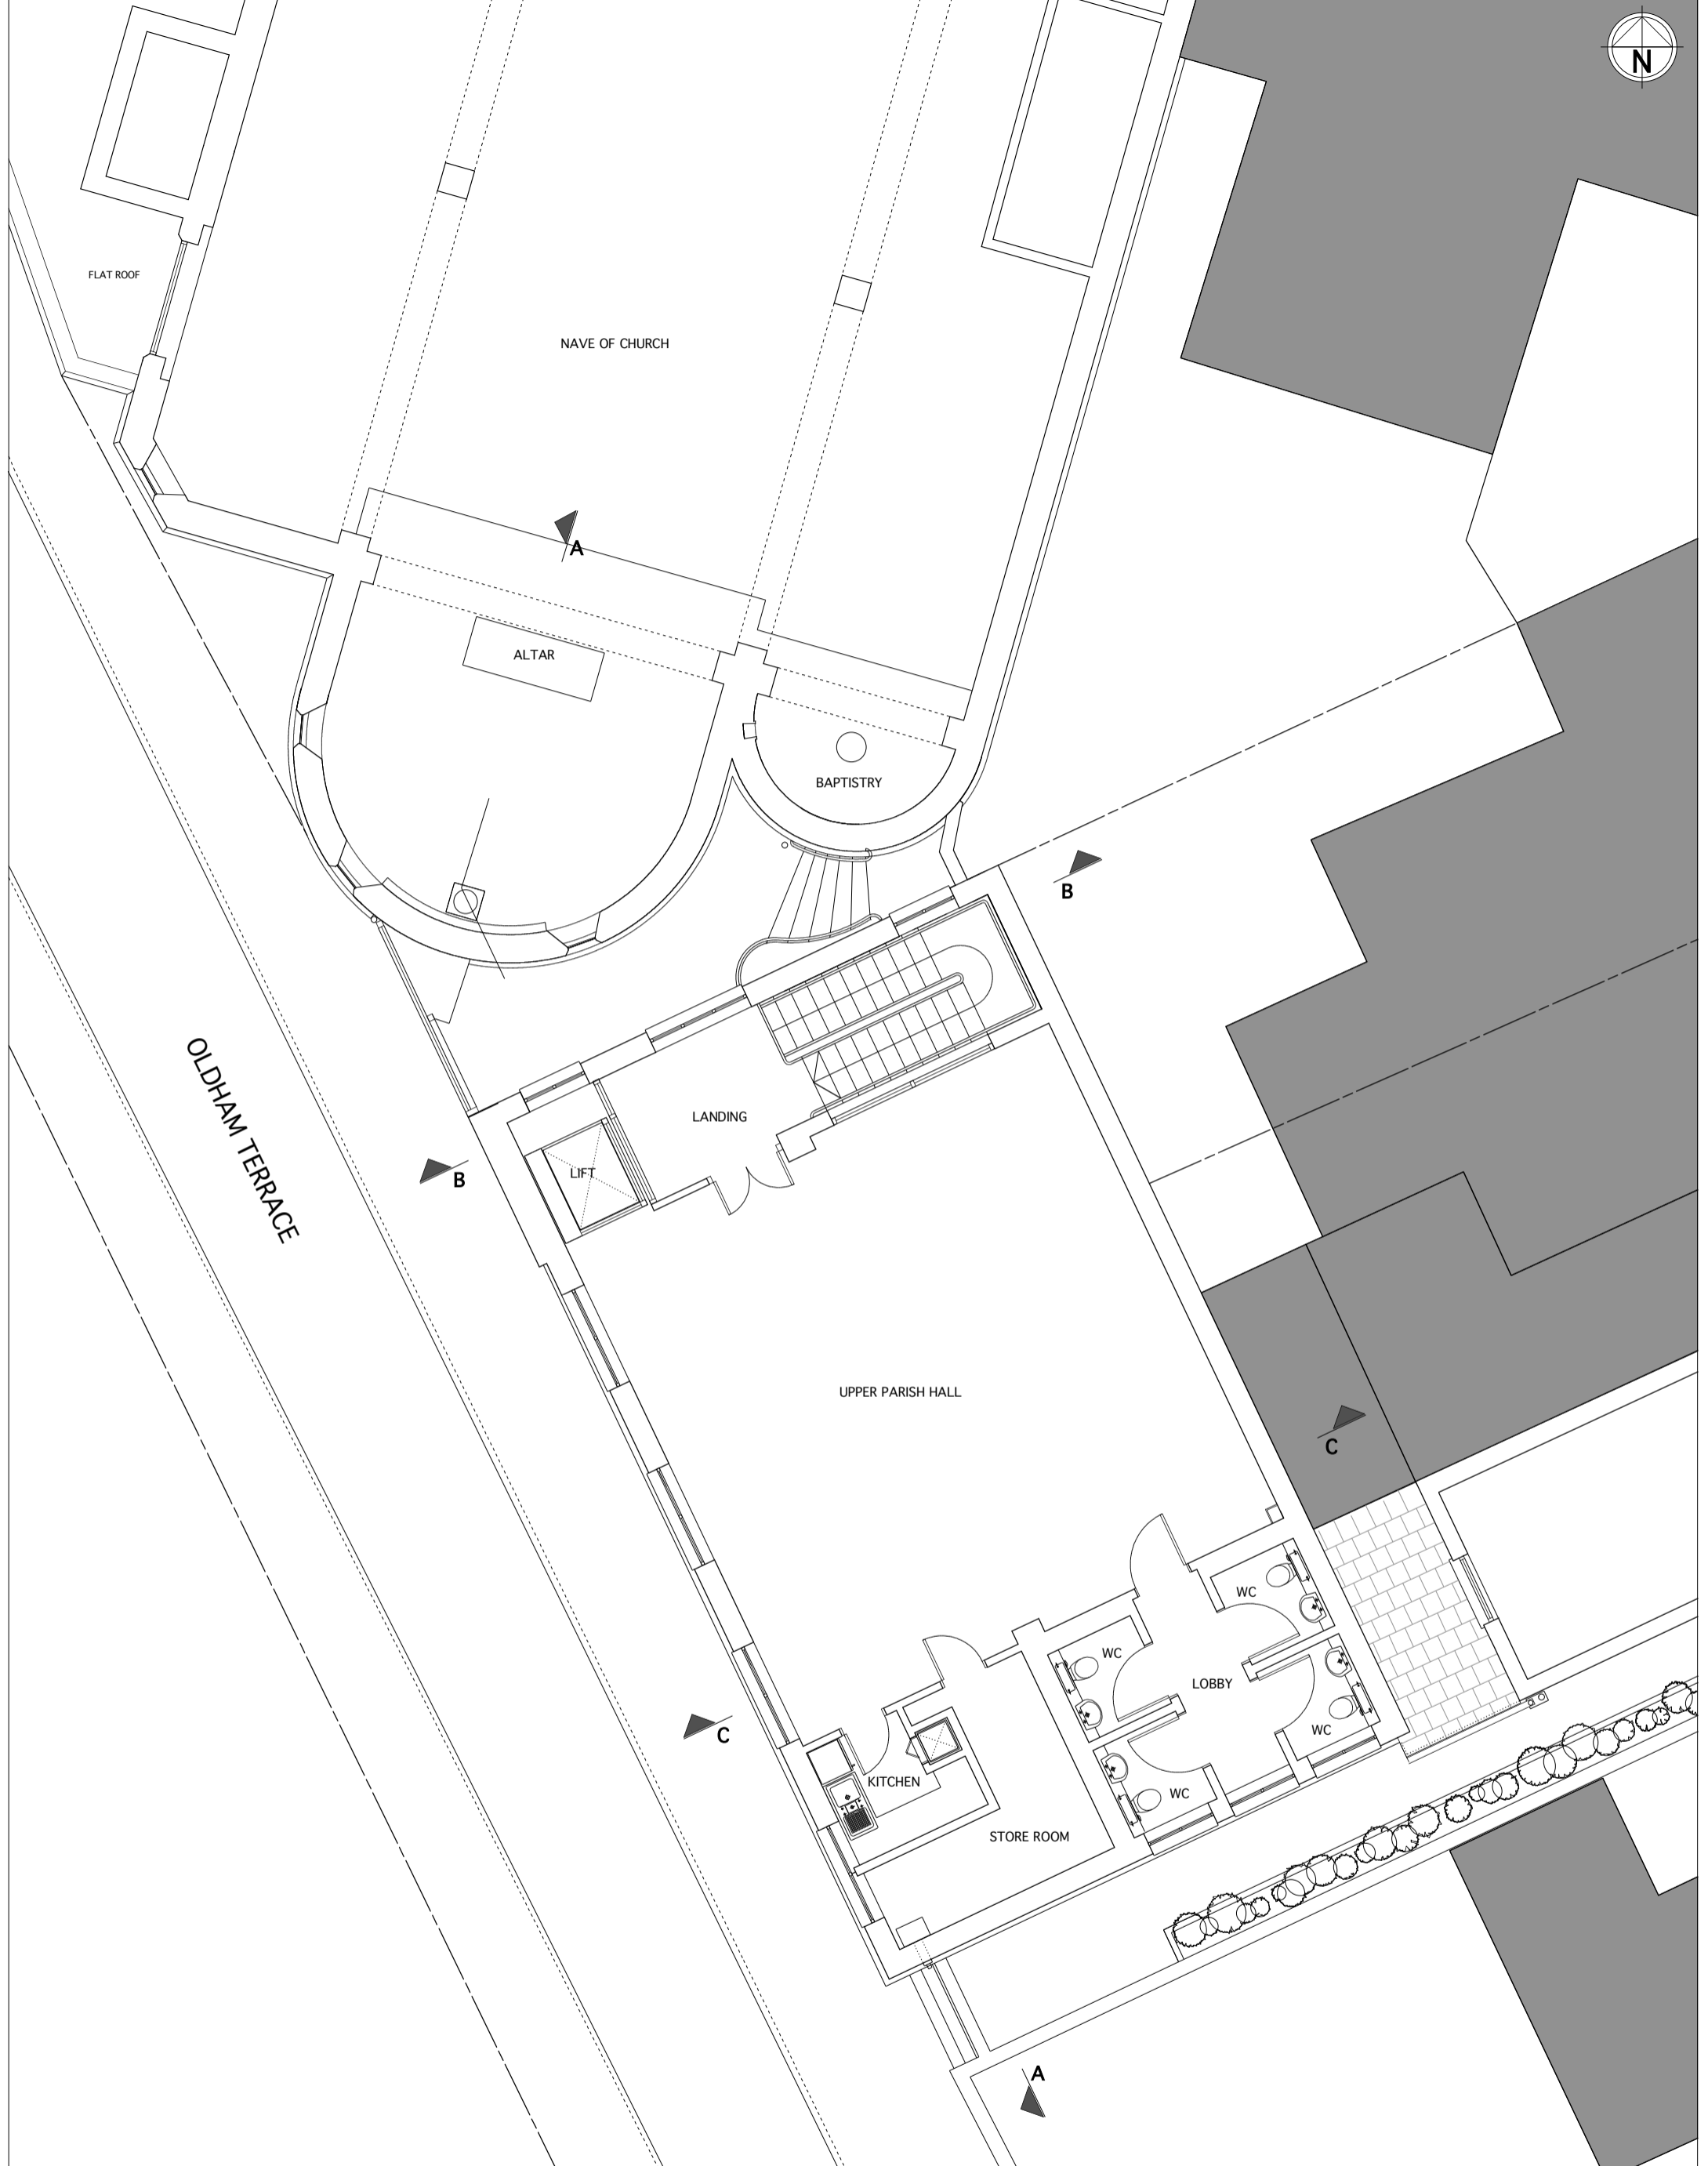 N
FLAT ROOF
NAVE OF CHURCH
A
ALTAR
BAPTISTRY
B
OLDHAM TERRACE
LANDING
LIFT
B
UPPER PARISH HALL
C
WC
WC
LOBBY
WC
C
KITCHEN
WC
STORE ROOM
A